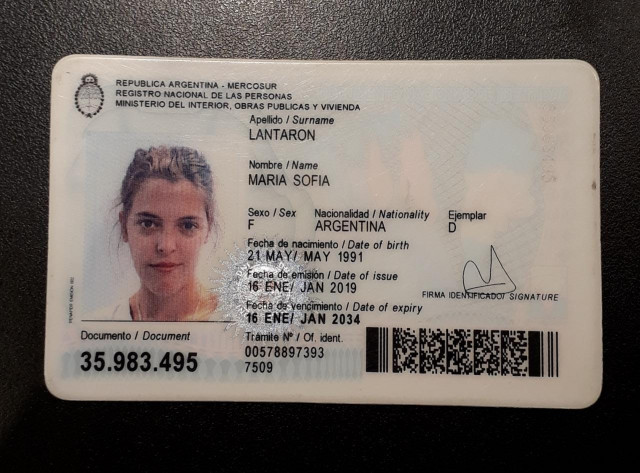 REPUBLICA ARGENTINA - MERCOSUR
REGISTRO NACIONAL DE LAS PERSONAS
MINISTERIO DEL INTERIOR, OBRAS PUBLICAS Y VIVIENDA
Apellido / Surname
LANTARON
Nombre / Name
MARIA SOFIA
Sexo / Sex Nacionalidad / Nationality Ejemplar
F ARGENTINA D
Fecha de nacimiento / Date of birth
21 MAY/ MAY 1991
Fecha de emisión / Date of issue
16 ENE/ JAN 2019
FIRMA IDENTIFICADO/ SIGNATURE
Fecha de vencimiento / Date of expiry
16 ENE/ JAN 2034
Documento / Document
35.983.495
Trámite Nº / Of. ident.
00578897393
7509